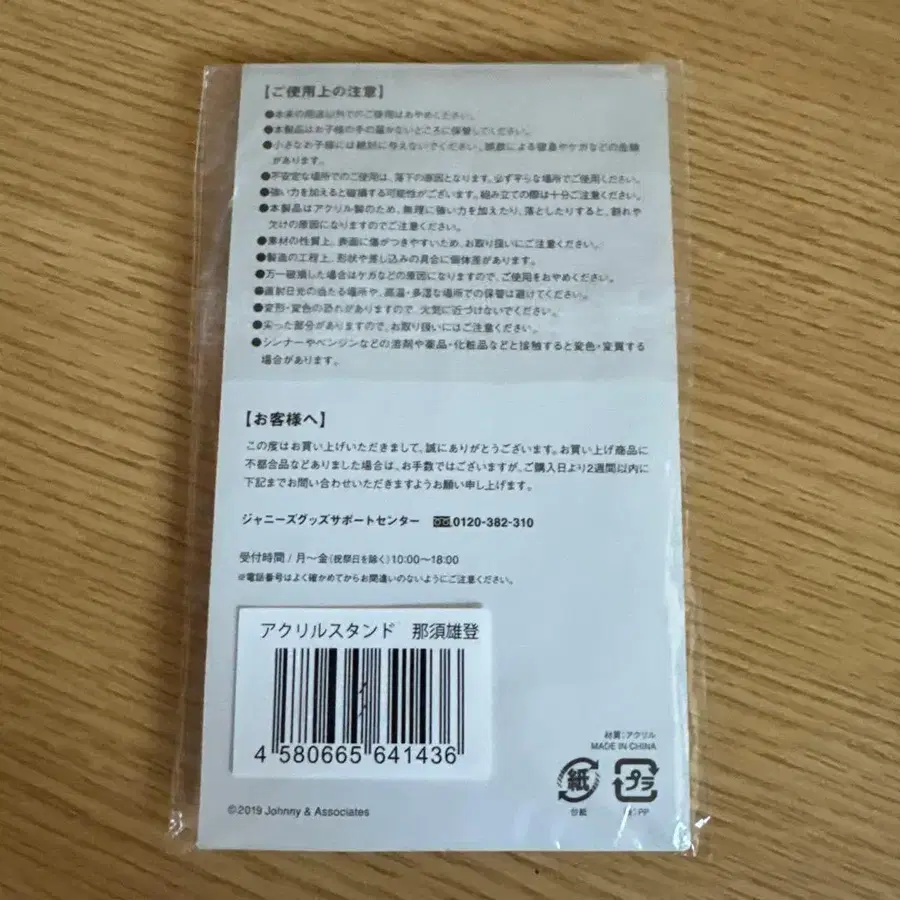 【ご使用上の注意】
●本来の用途以外でのご使用はおやめください。
●本製品はお子様の手の届かないところに保管してください。
●小さなお子様には絶対に与えないでください。誤飲による窒息やケガなどの危険
があります。
●不安定な場所でのご使用は、落下の原因となります。必ず平らな場所でご使用ください。
●強い力を加えると破損する可能性がございます。組み立ての際は十分ご注意ください。
●本製品はアクリル製のため、無理に強い力を加えたり、落としたりすると、割れや
欠けの原因になりますのでご注意ください。
●素材の性質上、表面に傷がつきやすいため、お取り扱いにご注意ください。
●製造の工程上、形状や差し込みの具合に個体差があります。
●万一破損した場合はケガなどの原因になりますので、ご使用をおやめください。
●直射日光の当たる場所や、高温・多湿な場所での保管は避けてください。
●変形・変色の恐れがありますので、火気に近づけないでください。
●尖った部分がありますので、お取り扱いにはご注意ください。
●シンナーやベンジンなどの溶剤や薬品・化粧品などと接触すると変色・変質する
場合があります。
【お客様へ】
この度はお買い上げいただきまして、誠にありがとうございます。お買い上げ商品に
不都合品などありました場合は、お手数ではございますが、ご購入日より2週間以内に
下記までお問い合わせいただきますようお願い申し上げます。
ジャニーズグッズサポートセンター 0120-382-310
受付時間/月〜金(祝祭日を除く)10:00〜18:00
※電話番号はよく確かめてからお間違いのないようにご注意ください。
アクリルスタンド 那須雄登
4 580665 641436
材質:アクリル
MADE IN CHINA
紙
プラ
台紙
:PP
©2019 Johnny & Associates